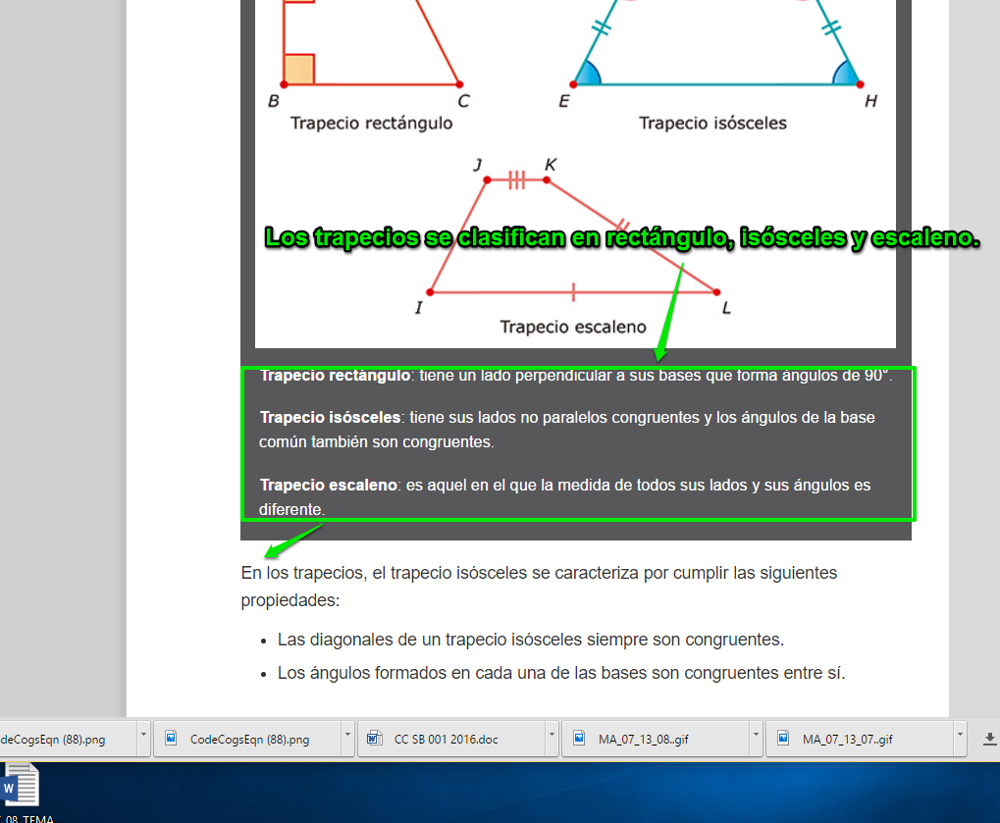 B
C
E
H
Trapecio rectángulo
Trapecio isósceles
J
K
Los trapecios se clasifican en rectángulo, isósceles y escaleno.
I
L
Trapecio escaleno
Trapecio rectángulo: tiene un lado perpendicular a sus bases que forma ángulos de 90°.
Trapecio isósceles: tiene sus lados no paralelos congruentes y los ángulos de la base
común también son congruentes.
Trapecio escaleno: es aquel en el que la medida de todos sus lados y sus ángulos es
diferente.
En los trapecios, el trapecio isósceles se caracteriza por cumplir las siguientes
propiedades:
• Las diagonales de un trapecio isósceles siempre son congruentes.
• Los ángulos formados en cada una de las bases son congruentes entre sí.
deCogsEqn (88).png
CodeCogsEqn (88).png
CC SB 001 2016.doc
MA_07_13_08..gif
MA_07_13_07..gif
W
08 TEMA